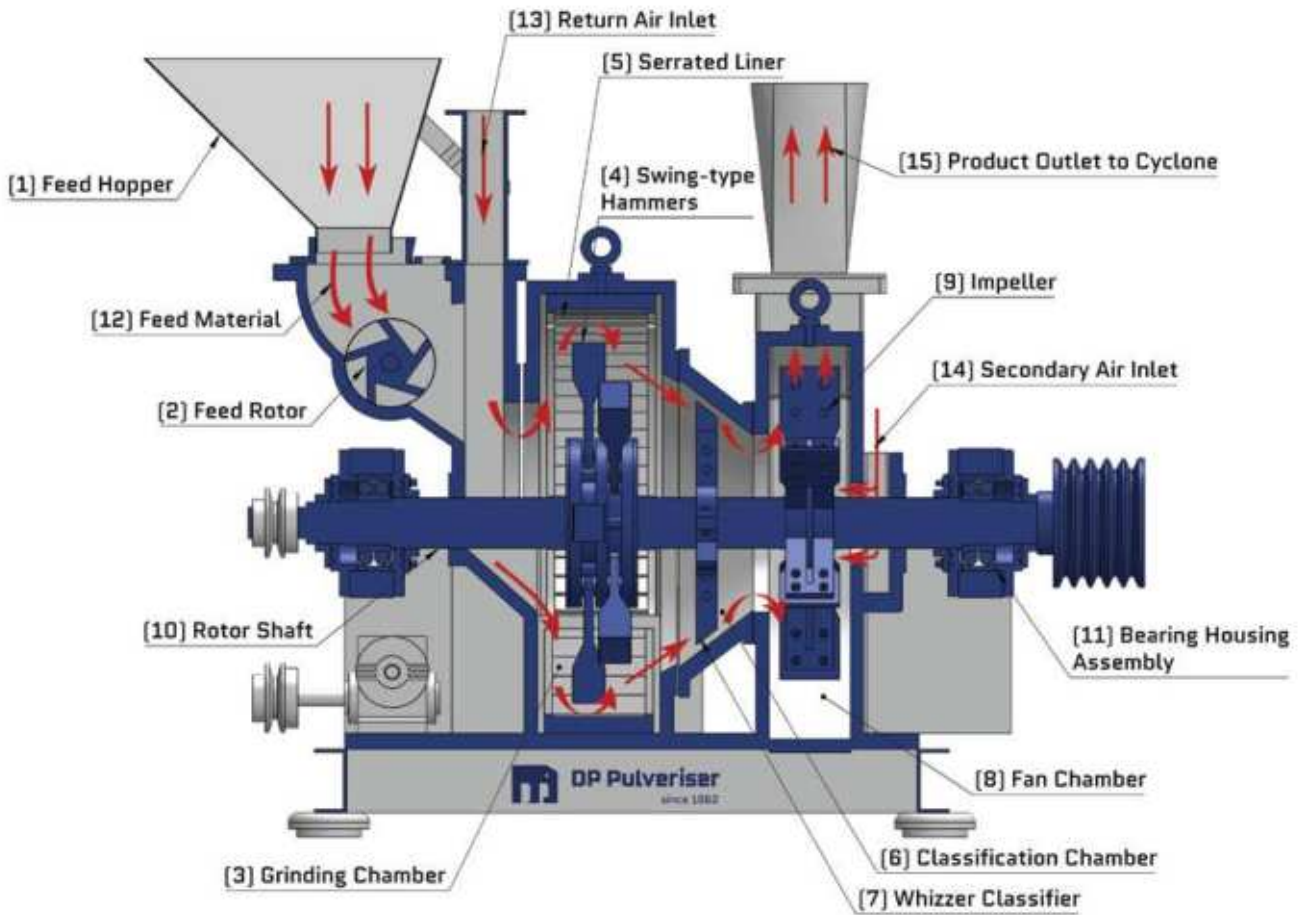 [13] Return Air Inlet
[5] Serrated Liner
[1] Feed Hopper
[4] Swing-type
Hammers
[15] Product Outlet to Cyclone
[9] Impeller
[12] Feed Material
[14] Secondary Air Inlet
[2] Feed Rotor
[10] Rotor Shaft
[11] Bearing Housing
Assembly
DP Pulveriser
since 1982
[8] Fan Chamber
[6] Classification Chamber
[3] Grinding Chamber
[7] Whizzer Classifier